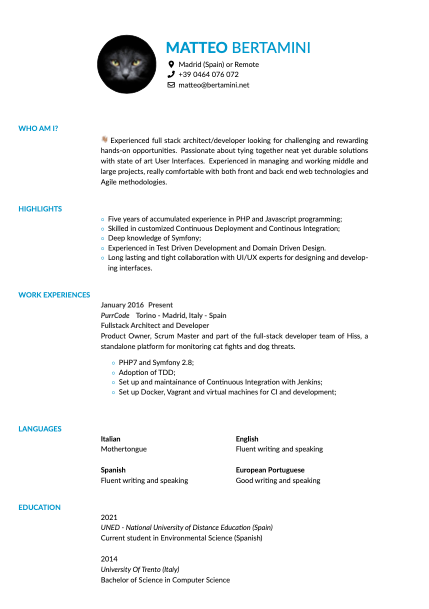 MATTEO BERTAMINI
Madrid (Spain) or Remote
+39 0464 076 072
matteo@bertamini.net
WHO AM I?
Experienced full stack architect/developer looking for challenging and rewarding
hands-on opportunities. Passionate about tying together neat yet durable solutions
with state of art User Interfaces. Experienced in managing and working middle and
large projects, really comfortable with both front and back end web technologies and
Agile methodologies.
HIGHLIGHTS
Five years of accumulated experience in PHP and Javascript programming;
Skilled in customized Continuous Deployment and Continous Integration;
Deep knowledge of Symfony;
Experienced in Test Driven Development and Domain Driven Design.
Long lasting and tight collaboration with UI/UX experts for designing and develop-
ing interfaces.
WORK EXPERIENCES
January 2016 Present
PurrCode Torino - Madrid, Italy - Spain
Fullstack Architect and Developer
Product Owner, Scrum Master and part of the full-stack developer team of Hiss, a
standalone platform for monitoring cat fights and dog threats.
PHP7 and Symfony 2.8;
Adoption of TDD;
Set up and maintainance of Continuous Integration with Jenkins;
Set up Docker, Vagrant and virtual machines for CI and development;
LANGUAGES
Italian English
Mothertongue Fluent writing and speaking
Spanish European Portuguese
Fluent writing and speaking Good writing and speaking
EDUCATION
2021
UNED - National University of Distance Education (Spain)
Current student in Environmental Science (Spanish)
2014
University Of Trento (Italy)
Bachelor of Science in Computer Science